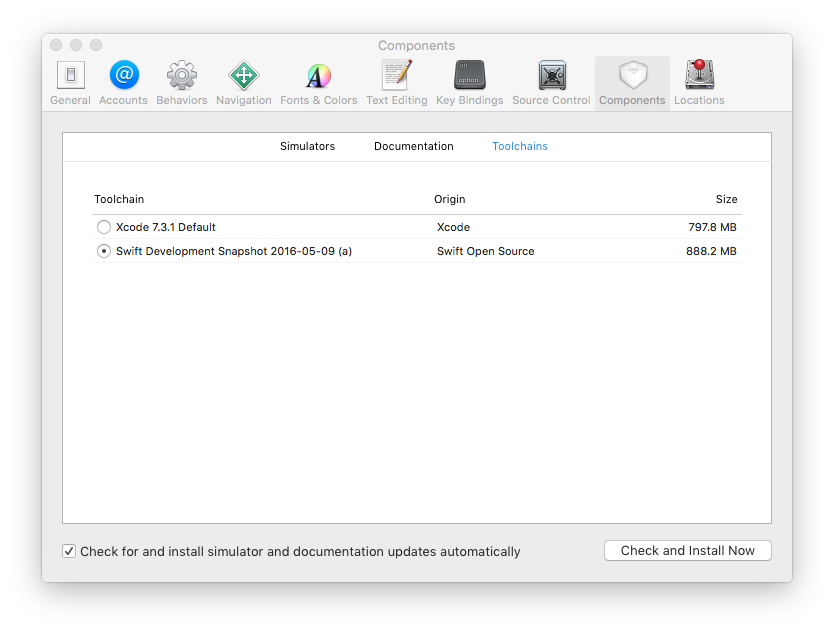 Components
General Accounts Behaviors Navigation Fonts & Colors Text Editing Key Bindings Source Control Components Locations
Simulators Documentation Toolchains
Toolchain Origin Size
Xcode 7.3.1 Default Xcode 797.8 MB
Swift Development Snapshot 2016-05-09 (a) Swift Open Source 888.2 MB
Check for and install simulator and documentation updates automatically Check and Install Now